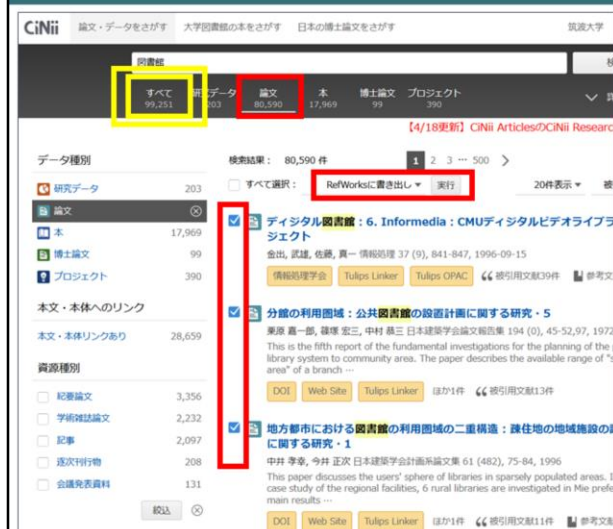 CiNii 論文・データをさがす 大学図書館の本をさがす 日本の博士論文をさがす 筑波大学
図書館
すべて 研究データ 論文 本 博士論文 プロジェクト
99,251 203 80,590 17,969 99 390
【4/18更新】CiNii ArticlesのCiNii Researc
データ種別 検索結果: 80,590 件 1 2 3 … 500
すべて選択: RefWorksに書き出し 実行 20件表示
研究データ 203
論文
本 17,969
博士論文 99
プロジェクト 390
本文・本体へのリンク
本文・本体リンクあり 28,659
資源種別
紀要論文 3,356
学術雑誌論文 2,232
記事 2,097
逐次刊行物 208
会議発表資料 131
絞込
ディジタル図書館:6. Informedia:CMUディジタルビデオライブラ
ジェクト
金出, 武雄, 佐藤, 真一 情報処理 37 (9), 841-847, 1996-09-15
情報処理学会 Tulips Linker Tulips OPAC 被引用文献39件 参考文
分館の利用圏域:公共図書館の設置計画に関する研究・5
栗原 嘉一郎, 篠塚 宏三, 中村 恭三 日本建築学会論文報告集 194 (0), 45-52,97, 1972
This is the fifth report of the fundamental investigations for the planning of the
library system to community area. The paper describes the available range of "s
area" of a branch …
DOI Web Site Tulips Linker ほか1件 被引用文献13件
地方都市における図書館の利用圏域の二重構造:疎住地の地域施設の
に関する研究・1
中井 孝幸, 今井 正次 日本建築学会計画系論文集 61 (482), 75-84, 1996
This paper discusses the users' sphere of libraries in sparsely populated areas. I
case study of the regional facilities, 6 rural libraries are investigated in Mie prefe
main results …
DOI Web Site Tulips Linker ほか1件 被引用文献11件 参考文